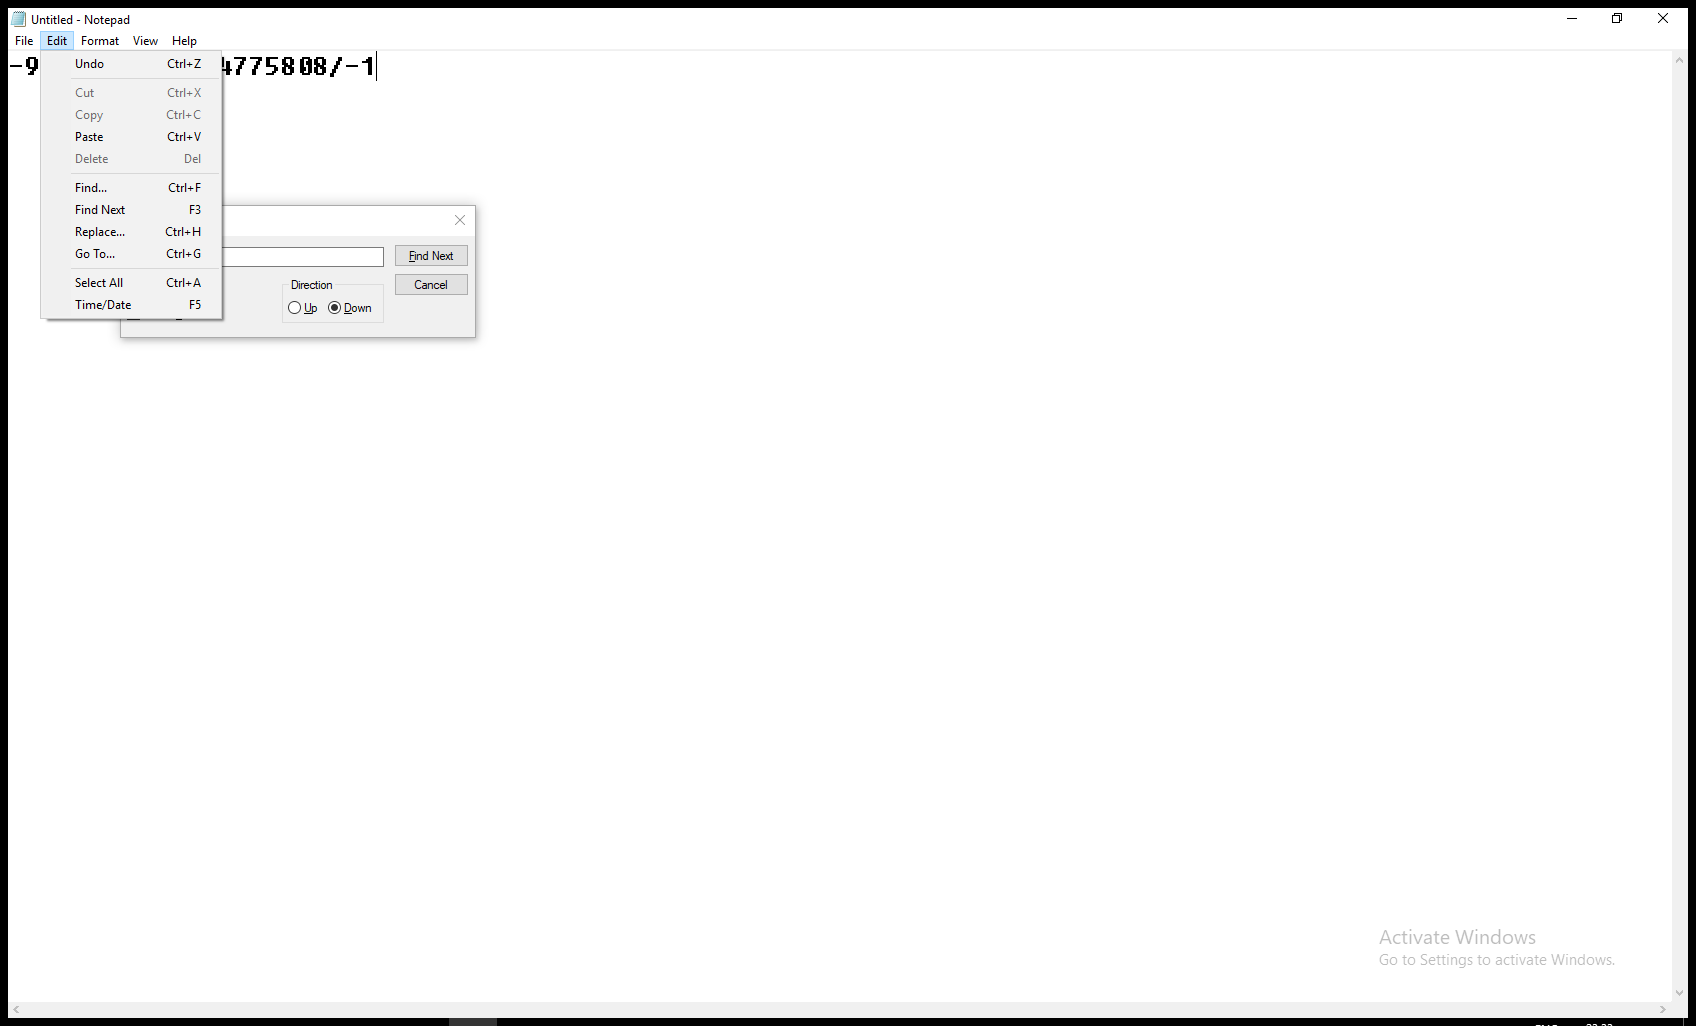 Untitled - Notepad
File Edit Format View Help
-9 4775808/-1
Undo Ctrl+Z
Cut Ctrl+X
Copy Ctrl+C
Paste Ctrl+V
Delete Del
Find... Ctrl+F
Find Next F3
Replace... Ctrl+H
Go To... Ctrl+G
Select All Ctrl+A
Time/Date F5
Find Next
Cancel
Direction
Up Down
Activate Windows
Go to Settings to activate Windows.